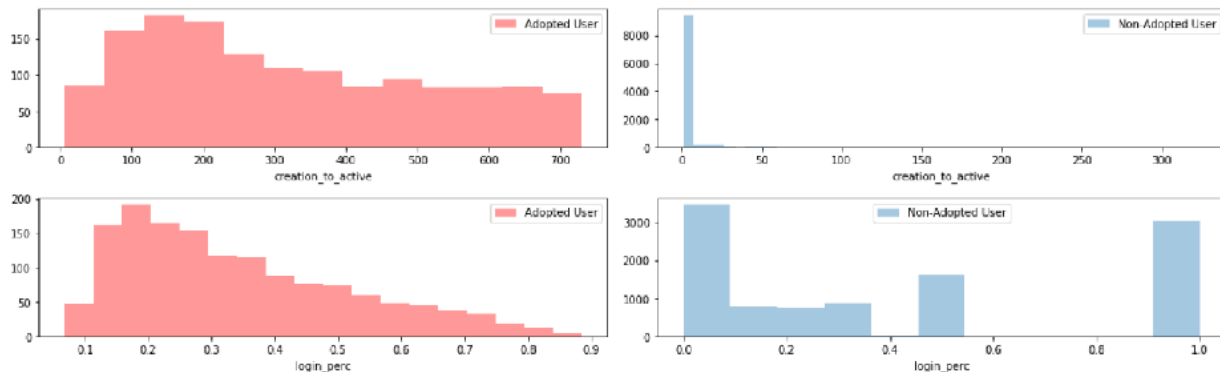 Adopted User
150
100
50
0
0 100 200 300 400 500 600 700
creation_to_active
Non-Adopted User
8000
6000
4000
2000
0
0 50 100 150 200 250 300
creation_to_active
Adopted User
200
150
100
50
0
0.1 0.2 0.3 0.4 0.5 0.6 0.7 0.8 0.9
login_perc
Non-Adopted User
3000
2000
1000
0
0.0 0.2 0.4 0.6 0.8 1.0
login_perc